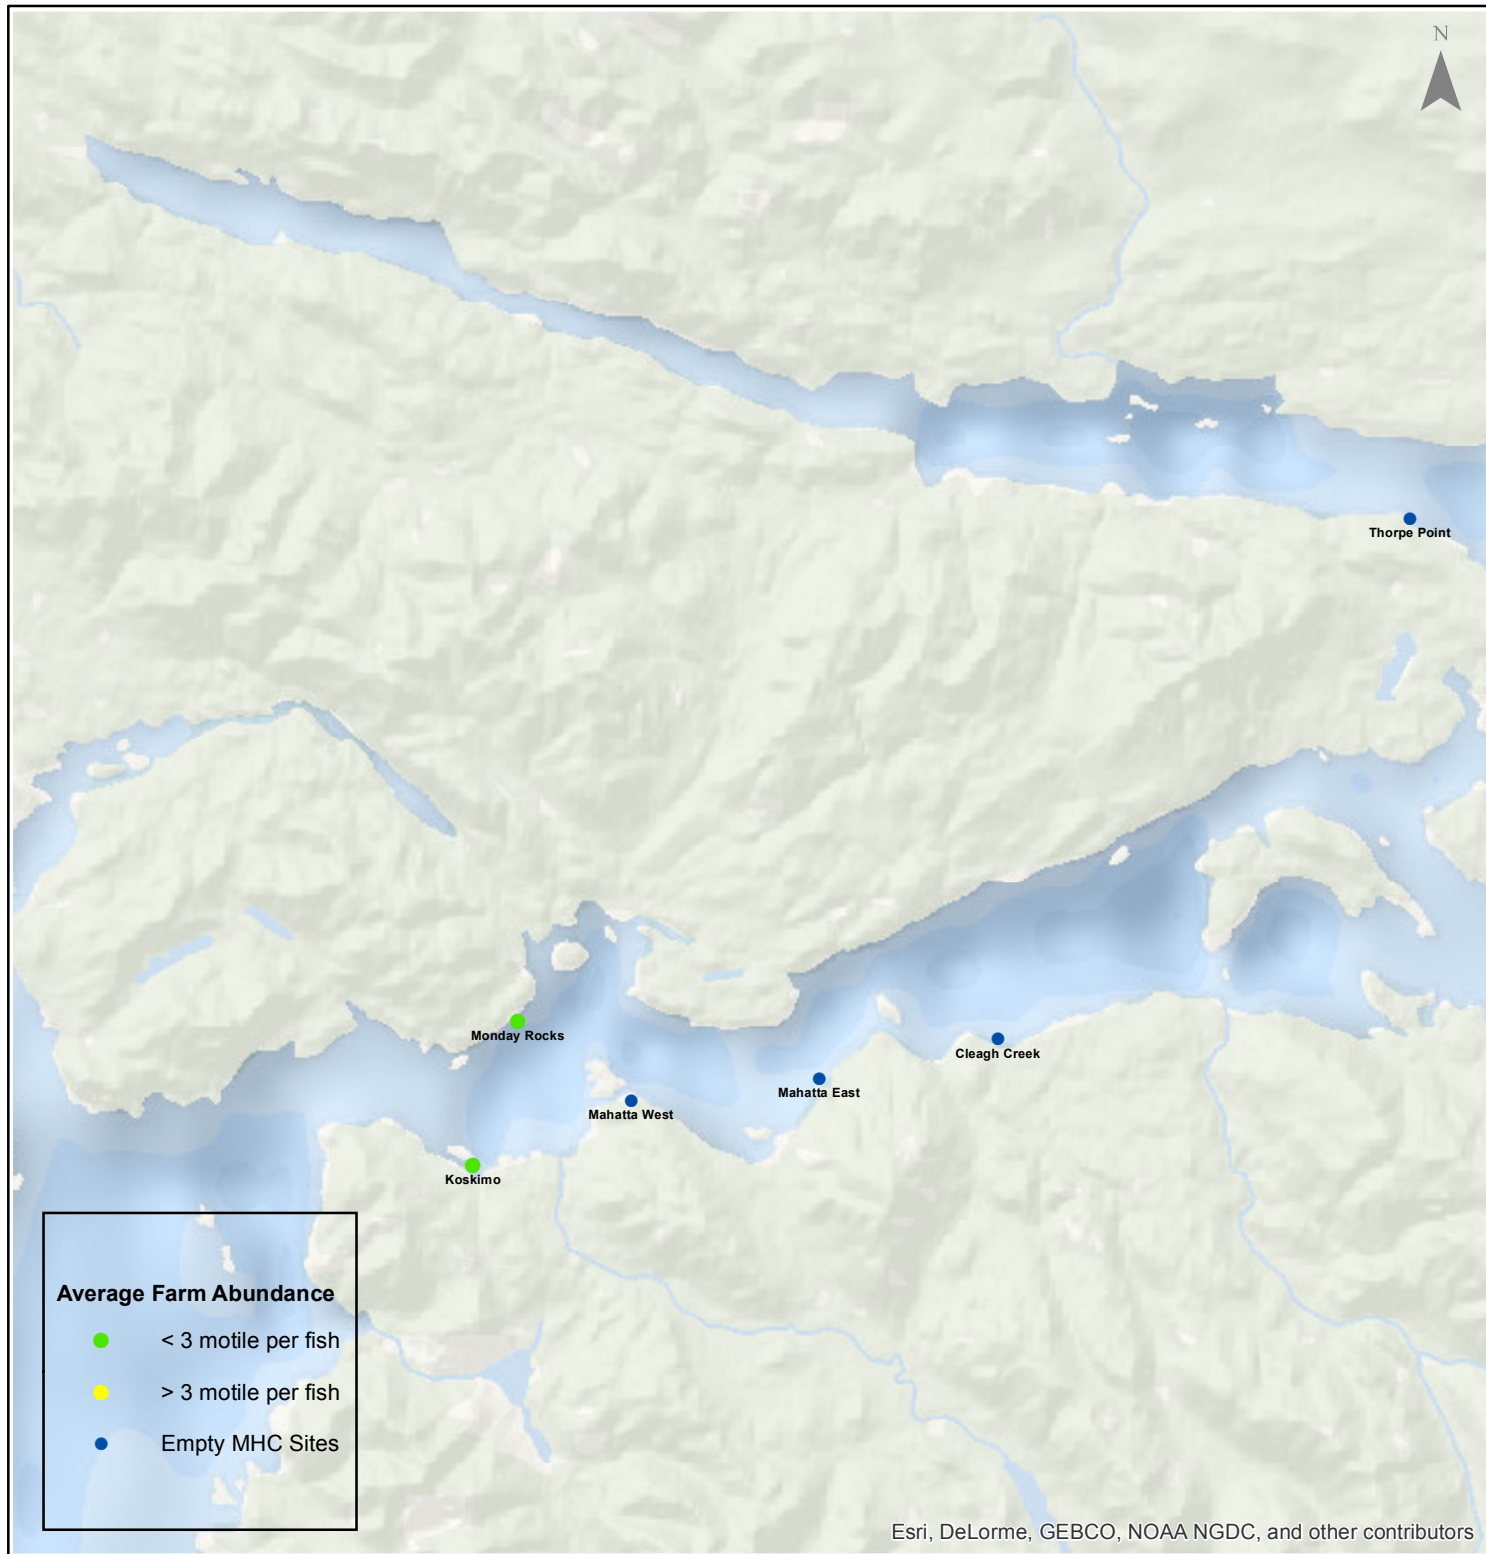 N
Thorpe Point
Monday Rocks
Cleagh Creek
Mahatta East
Mahatta West
Koskimo
Average Farm Abundance
< 3 motile per fish
> 3 motile per fish
Empty MHC Sites
Esri, DeLorme, GEBCO, NOAA NGDC, and other contributors